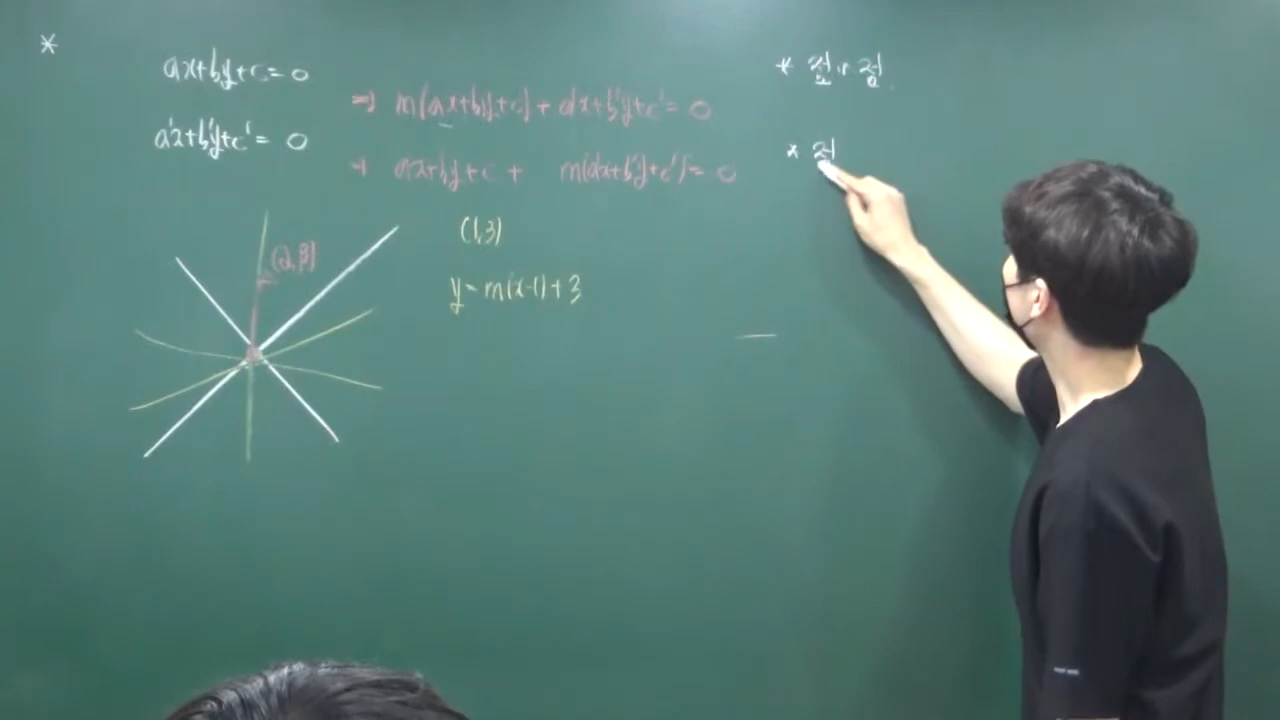 *
ax+by+c=0
a'x+b'y+c'=0
⇒ m(ax+by+c)+a'x+b'y+c'=0
⇒ ax+by+c + m(a'x+b'y+c')=0
(α,β)
(1,3)
y=m(x-1)+3
* 점, 점
* 점